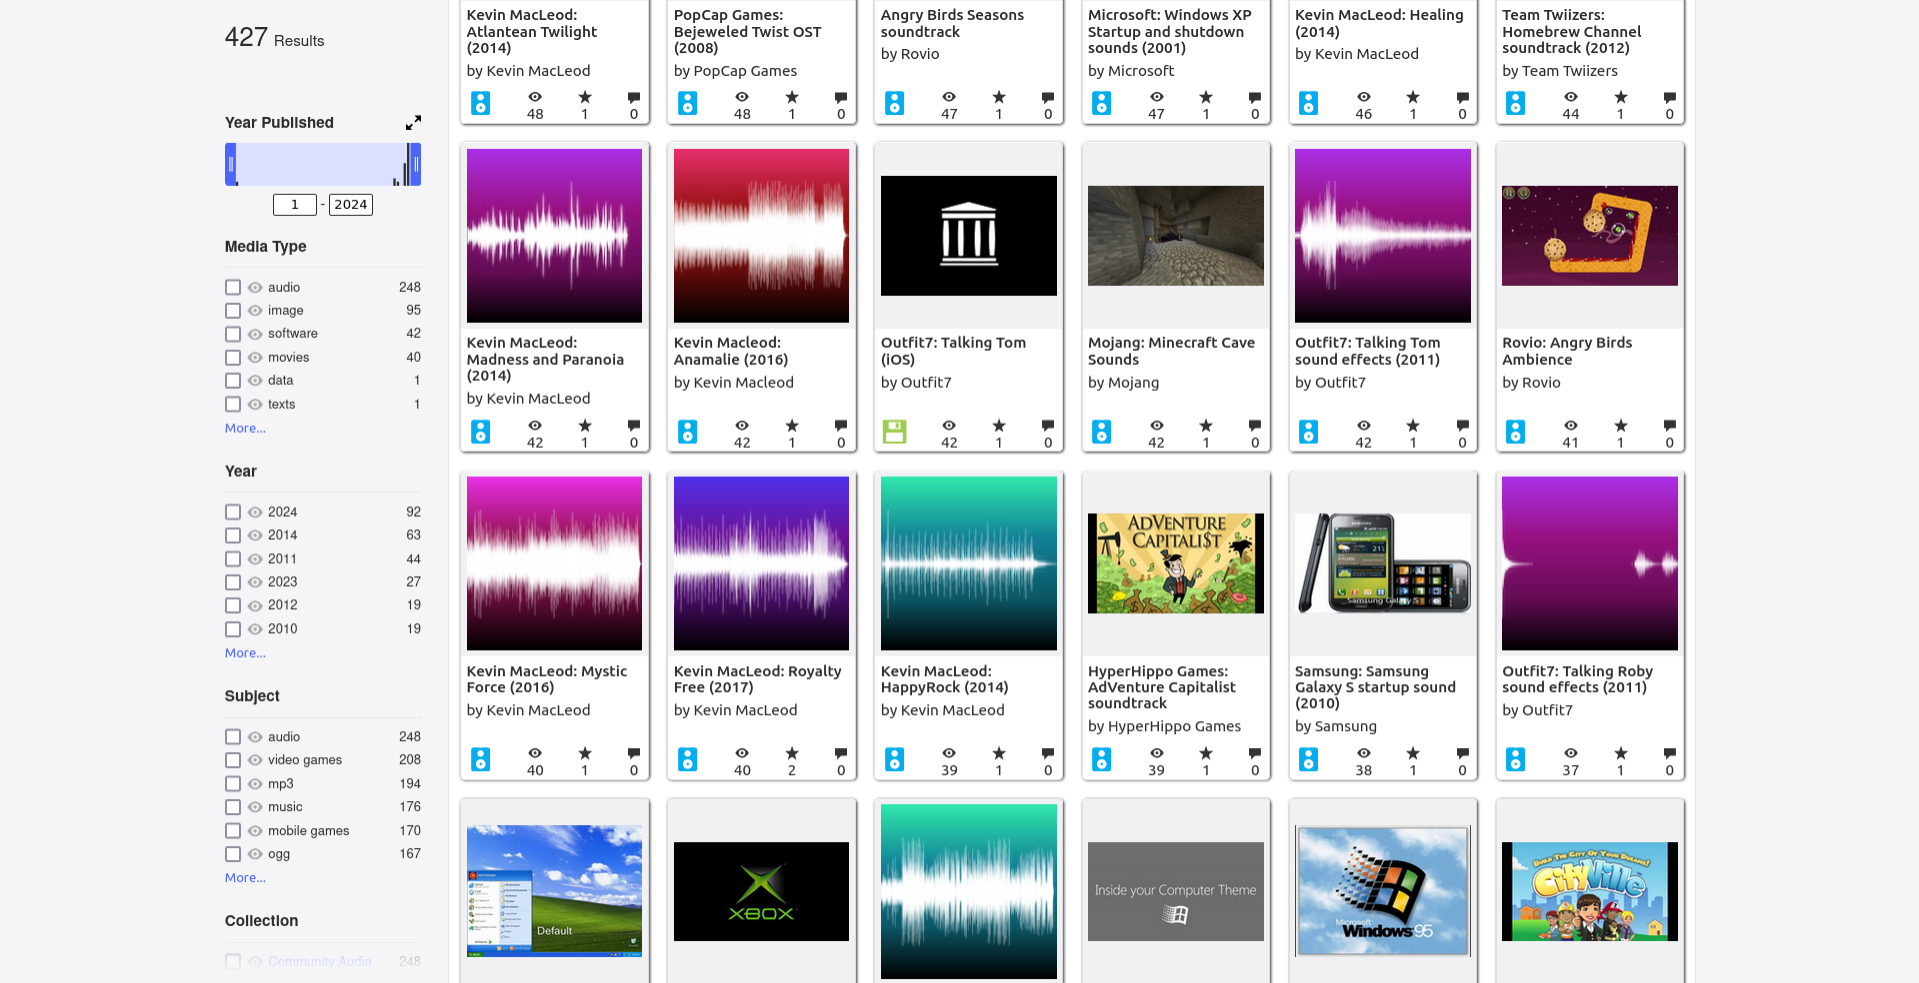 427 Results
Year Published
1 - 2024
Media Type
audio 248
image 95
software 42
movies 40
data 1
texts 1
More...
Year
2024 92
2014 63
2011 44
2023 27
2012 19
2010 19
More...
Subject
audio 248
video games 208
mp3 194
music 176
mobile games 170
ogg 167
More...
Collection
Community Audio 248
Kevin MacLeod:
Atlantean Twilight
(2014)
by Kevin MacLeod
48 1 0
PopCap Games:
Bejeweled Twist OST
(2008)
by PopCap Games
48 1 0
Angry Birds Seasons
soundtrack
by Rovio
47 1 0
Microsoft: Windows XP
Startup and shutdown
sounds (2001)
by Microsoft
47 1 0
Kevin MacLeod: Healing
(2014)
by Kevin MacLeod
46 1 0
Team Twiizers:
Homebrew Channel
soundtrack (2012)
by Team Twiizers
44 1 0
Kevin MacLeod:
Madness and Paranoia
(2014)
by Kevin MacLeod
42 1 0
Kevin Macleod:
Anamalie (2016)
by Kevin Macleod
42 1 0
Outfit7: Talking Tom
(iOS)
by Outfit7
42 1 0
Mojang: Minecraft Cave
Sounds
by Mojang
42 1 0
Outfit7: Talking Tom
sound effects (2011)
by Outfit7
42 1 0
Rovio: Angry Birds
Ambience
by Rovio
41 1 0
Kevin MacLeod: Mystic
Force (2016)
by Kevin MacLeod
40 1 0
Kevin MacLeod: Royalty
Free (2017)
by Kevin MacLeod
40 2 0
Kevin MacLeod:
HappyRock (2014)
by Kevin MacLeod
39 1 0
ADVENTURE
CAPITALI$T
HyperHippo Games:
AdVenture Capitalist
soundtrack
by HyperHippo Games
39 1 0
Samsung Galaxy S
Samsung: Samsung
Galaxy S startup sound
(2010)
by Samsung
38 1 0
Outfit7: Talking Roby
sound effects (2011)
by Outfit7
37 1 0
Default
XBOX
Inside your Computer Theme
Microsoft
Windows 95
BUILD THE CITY OF YOUR DREAMS!
CityVille